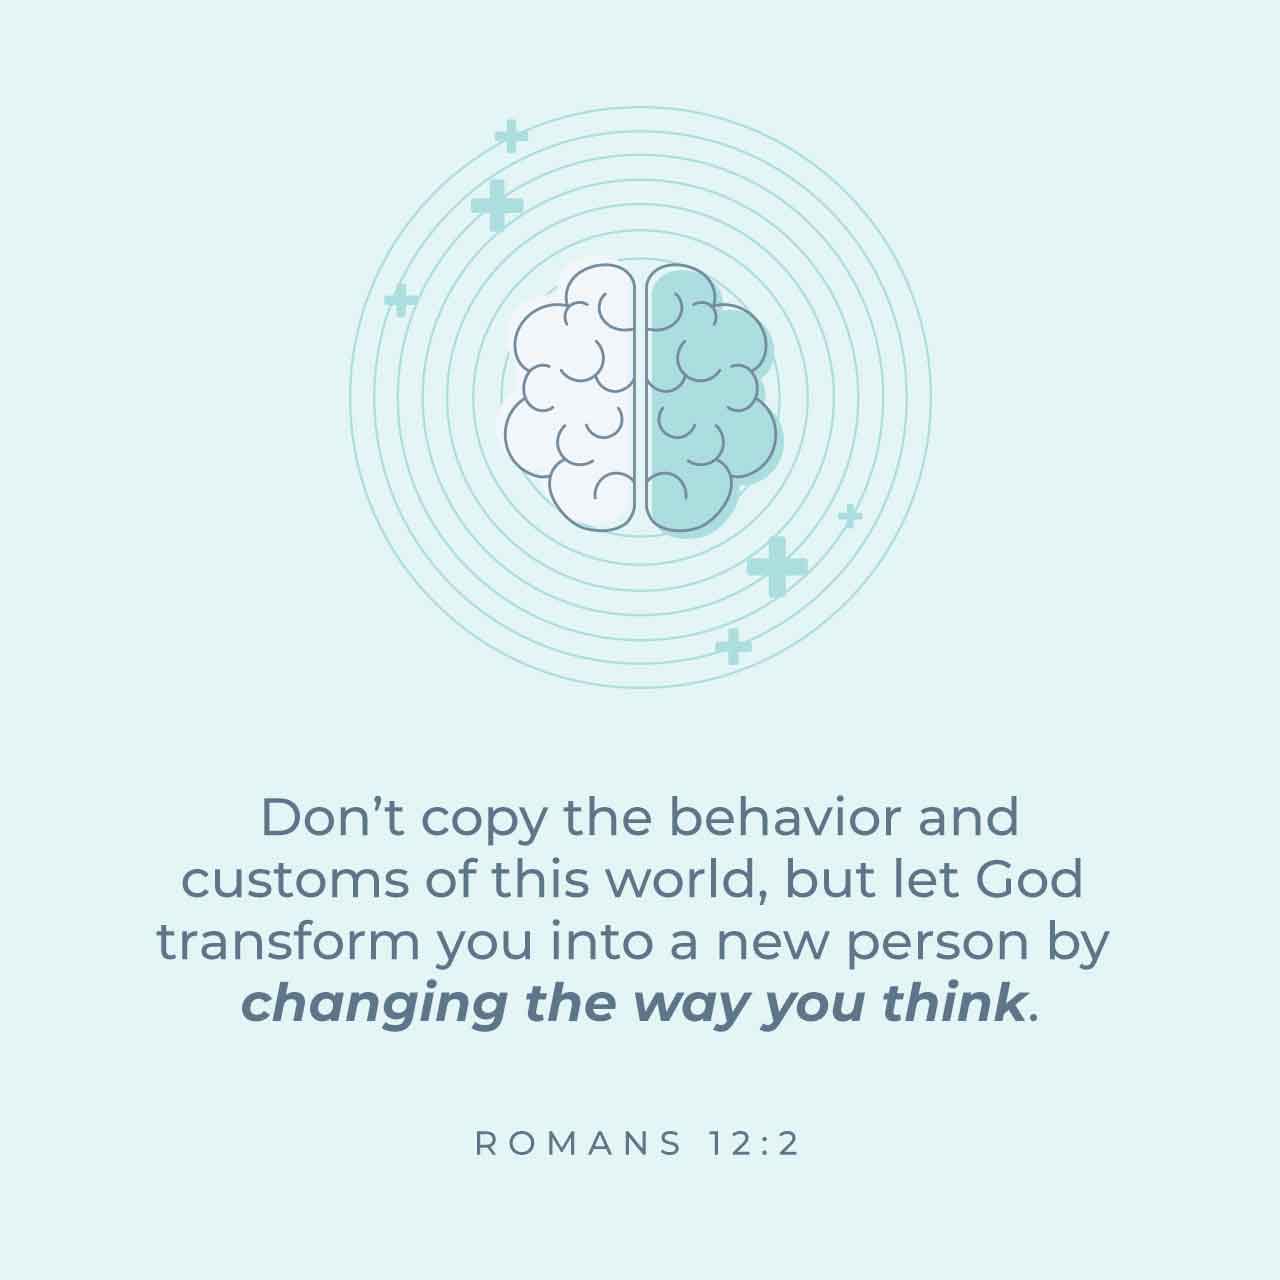 Don’t copy the behavior and
customs of this world, but let God
transform you into a new person by
changing the way you think.
ROMANS 12:2